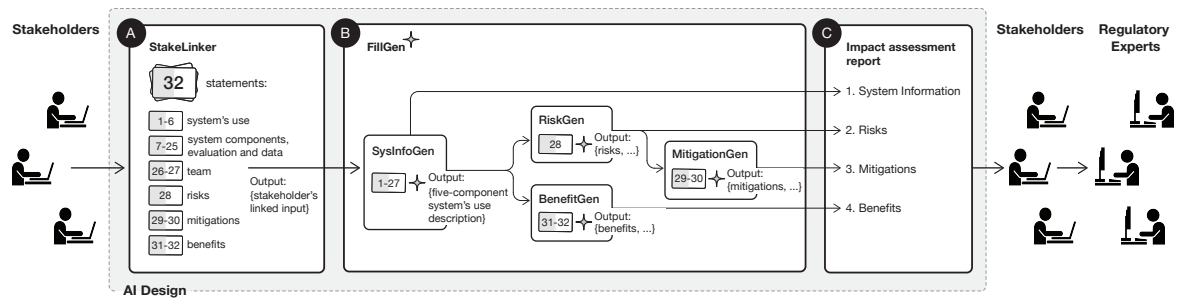 Stakeholders
A
StakeLinker
32
statements:
1-6
system's use
7-25
system components,
evaluation and data
26-27
team
28
risks
29-30
mitigations
31-32
benefits
Output:
{stakeholder's
linked input}
B
FillGen
SysInfoGen
1-27
Output:
{five-component
system's use
description}
RiskGen
28
Output:
{risks, ...}
BenefitGen
31-32
Output:
{benefits, ...}
MitigationGen
29-30
Output:
{mitigations, ...}
C
Impact assessment
report
1. System Information
2. Risks
3. Mitigations
4. Benefits
Stakeholders
Regulatory
Experts
AI Design